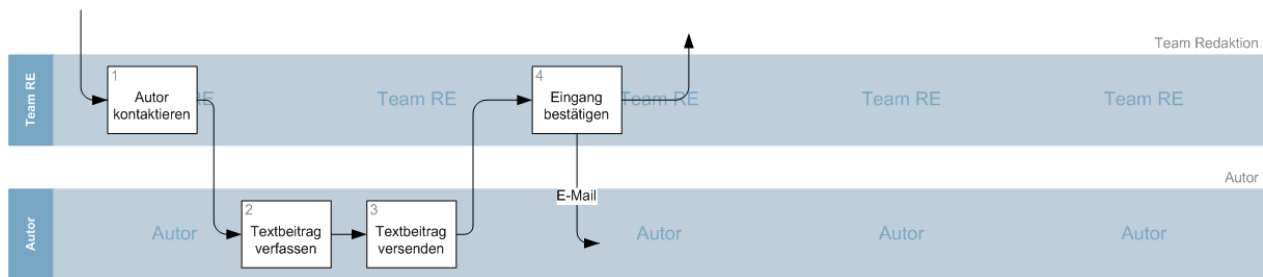 Team Redaktion
Team RE
1
Autor
kontaktieren
RE
Team RE
4
Eingang
bestätigen
Team RE
Team RE
Team RE
E-Mail
Autor
Autor
Autor
2
Textbeitrag
verfassen
3
Textbeitrag
versenden
Autor
Autor
Autor